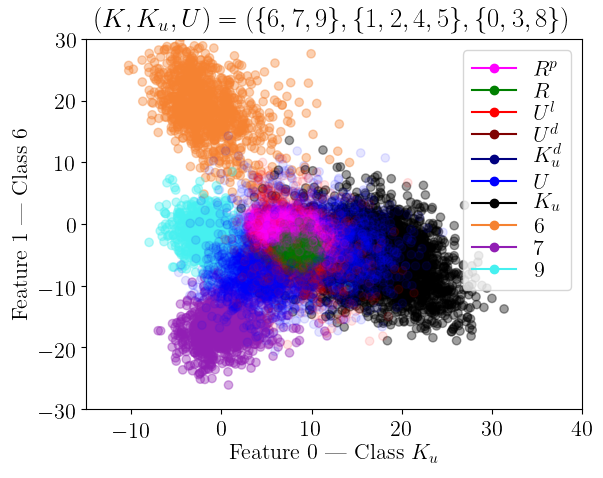 (K, K_u, U) = ({6, 7, 9}, {1, 2, 4, 5}, {0, 3, 8})
30
20
10
0
−10
−20
−30
Feature 1 — Class 6
R^p
R
U^l
U^d
K_u^d
U
K_u
6
7
9
−10 0 10 20 30 40
Feature 0 — Class K_u